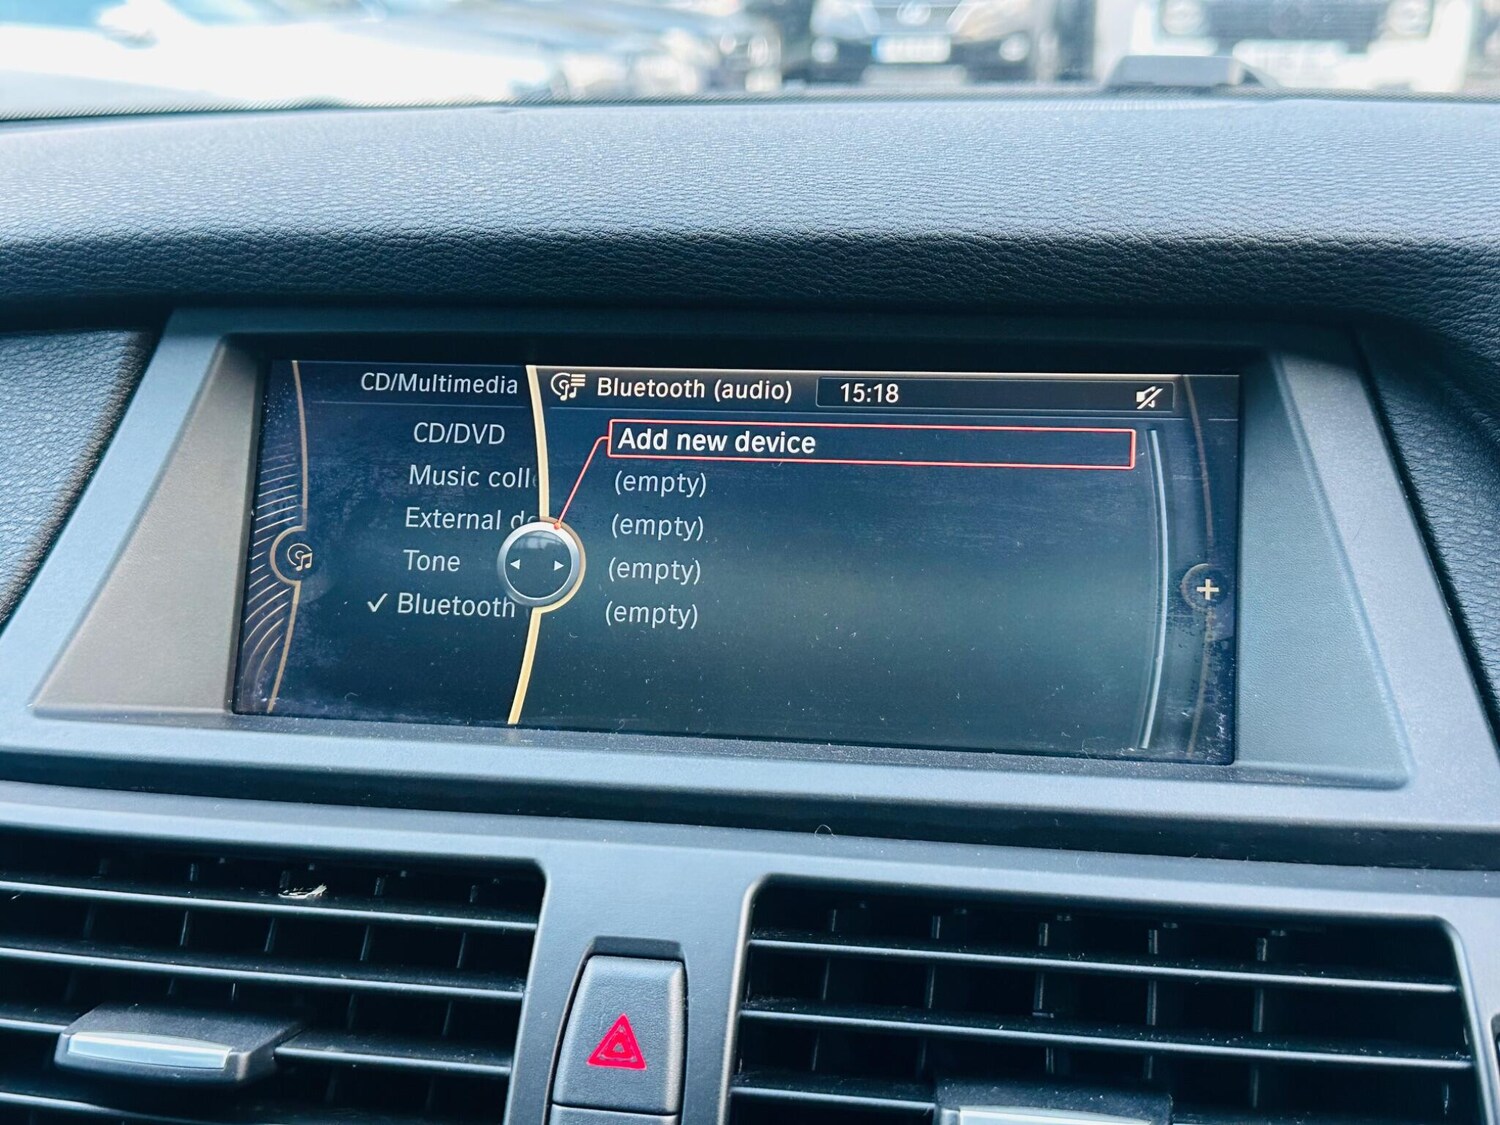 CD/Multimedia
Bluetooth (audio)
15:18
CD/DVD
Music coll
External de
Tone
✓ Bluetooth
Add new device
(empty)
(empty)
(empty)
(empty)
+